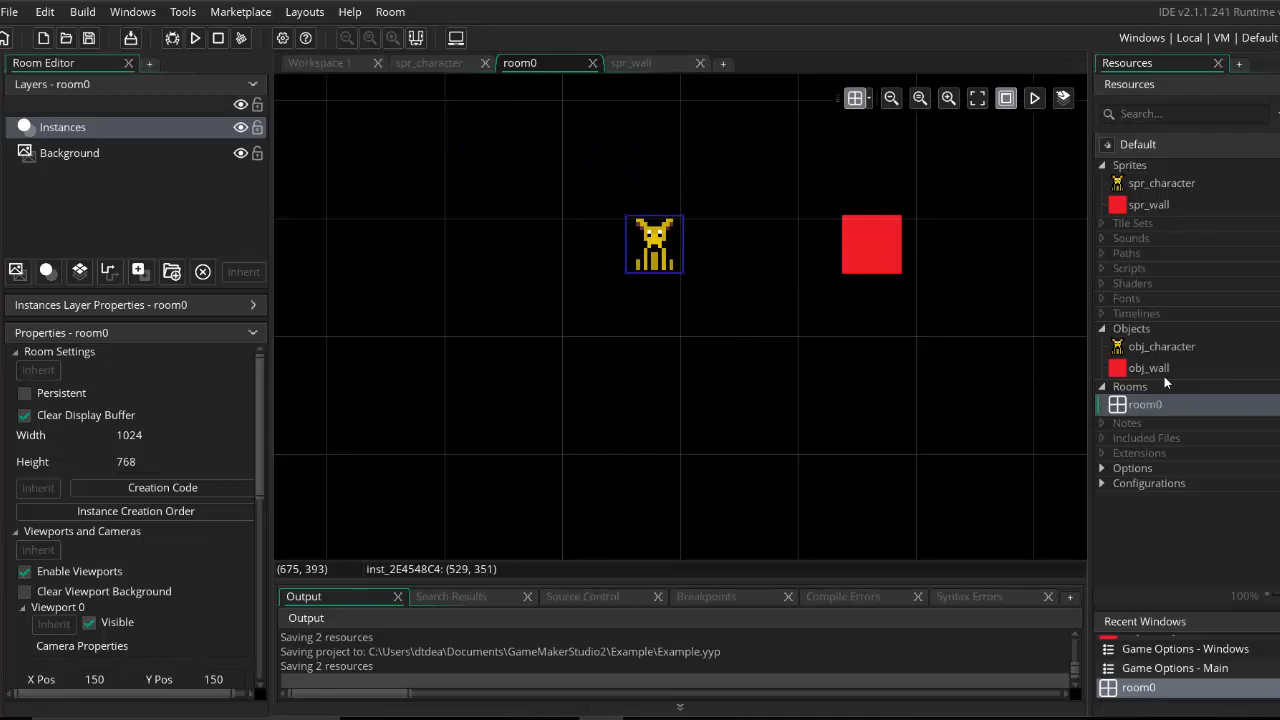 File Edit Build Windows Tools Marketplace Layouts Help Room IDE v2.1.1.241 Runtime
Windows | Local | VM | Default
Room Editor
Workspace 1 spr_character room0 spr_wall
Resources
Layers - room0
Resources
Search...
Instances
Default
Background
Sprites
spr_character
spr_wall
Tile Sets
Sounds
Paths
Scripts
Inherit
Shaders
Fonts
Instances Layer Properties - room0
Timelines
Objects
Properties - room0
obj_character
Room Settings
Inherit
obj_wall
Persistent
Rooms
Clear Display Buffer
room0
Width 1024
Notes
Included Files
Height 768
Extensions
Options
Inherit Creation Code
Configurations
Instance Creation Order
Viewports and Cameras
Inherit
Enable Viewports
(675, 393) inst_2E4548C4: (529, 351)
Clear Viewport Background
Output Search Results Source Control Breakpoints Compile Errors Syntax Errors
100%
Viewport 0
Inherit Visible
Output
Recent Windows
Saving 2 resources
Camera Properties
Saving project to: C:\Users\dtdea\Documents\GameMakerStudio2\Example\Example.yyp
Game Options - Windows
Saving 2 resources
Game Options - Main
X Pos 150 Y Pos 150
room0